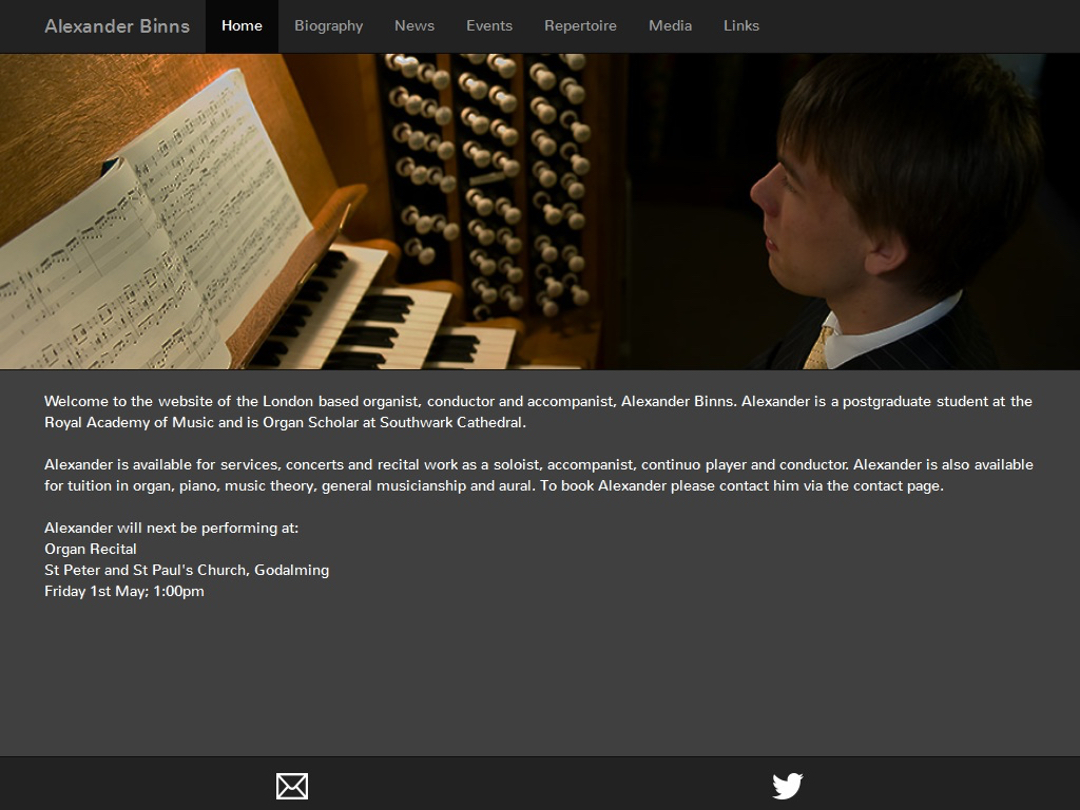 Alexander Binns
Home
Biography
News
Events
Repertoire
Media
Links
Welcome to the website of the London based organist, conductor and accompanist, Alexander Binns. Alexander is a postgraduate student at the
Royal Academy of Music and is Organ Scholar at Southwark Cathedral.
Alexander is available for services, concerts and recital work as a soloist, accompanist, continuo player and conductor. Alexander is also available
for tuition in organ, piano, music theory, general musicianship and aural. To book Alexander please contact him via the contact page.
Alexander will next be performing at:
Organ Recital
St Peter and St Paul's Church, Godalming
Friday 1st May; 1:00pm